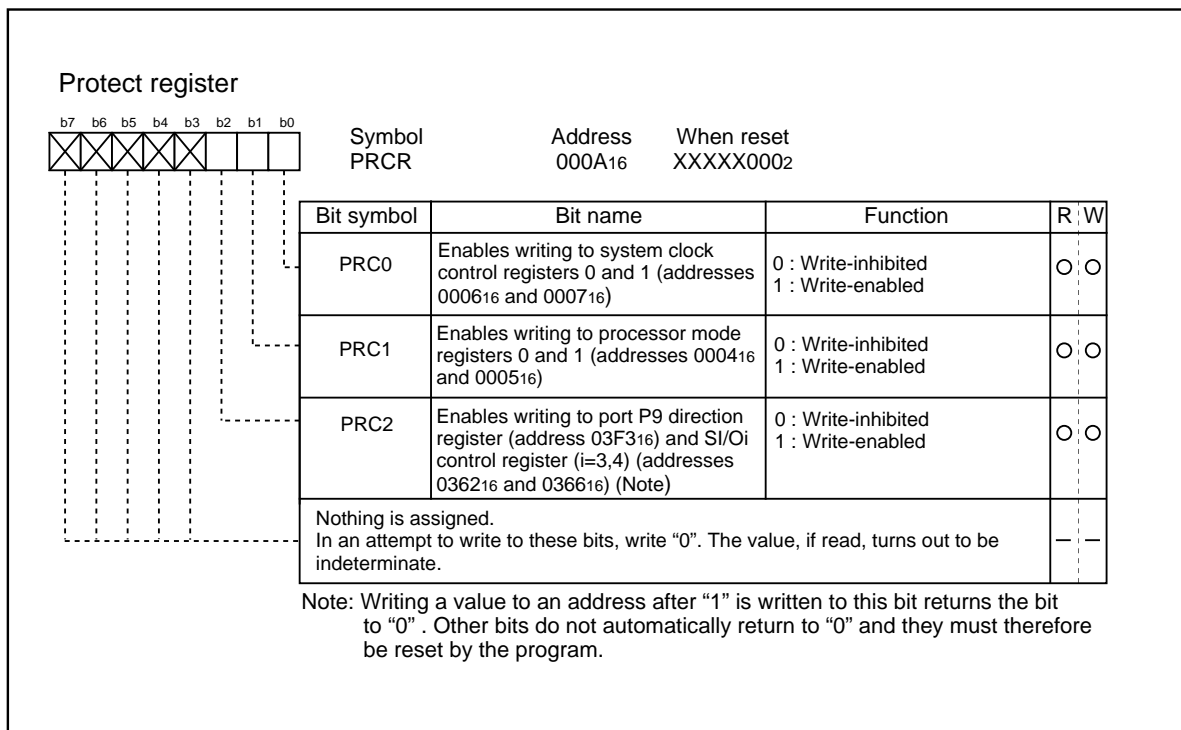 Protect register
b7 b6 b5 b4 b3 b2 b1 b0
Symbol Address When reset
PRCR 000A16 XXXXX0002
Bit symbol Bit name Function R W
PRC0
Enables writing to system clock
control registers 0 and 1 (addresses
000616 and 000716)
0 : Write-inhibited
1 : Write-enabled
PRC1
Enables writing to processor mode
registers 0 and 1 (addresses 000416
and 000516)
0 : Write-inhibited
1 : Write-enabled
PRC2
Enables writing to port P9 direction
register (address 03F316) and SI/Oi
control register (i=3,4) (addresses
036216 and 036616) (Note)
0 : Write-inhibited
1 : Write-enabled
Nothing is assigned.
In an attempt to write to these bits, write “0”. The value, if read, turns out to be
indeterminate.
Note: Writing a value to an address after “1” is written to this bit returns the bit
to “0” . Other bits do not automatically return to “0” and they must therefore
be reset by the program.